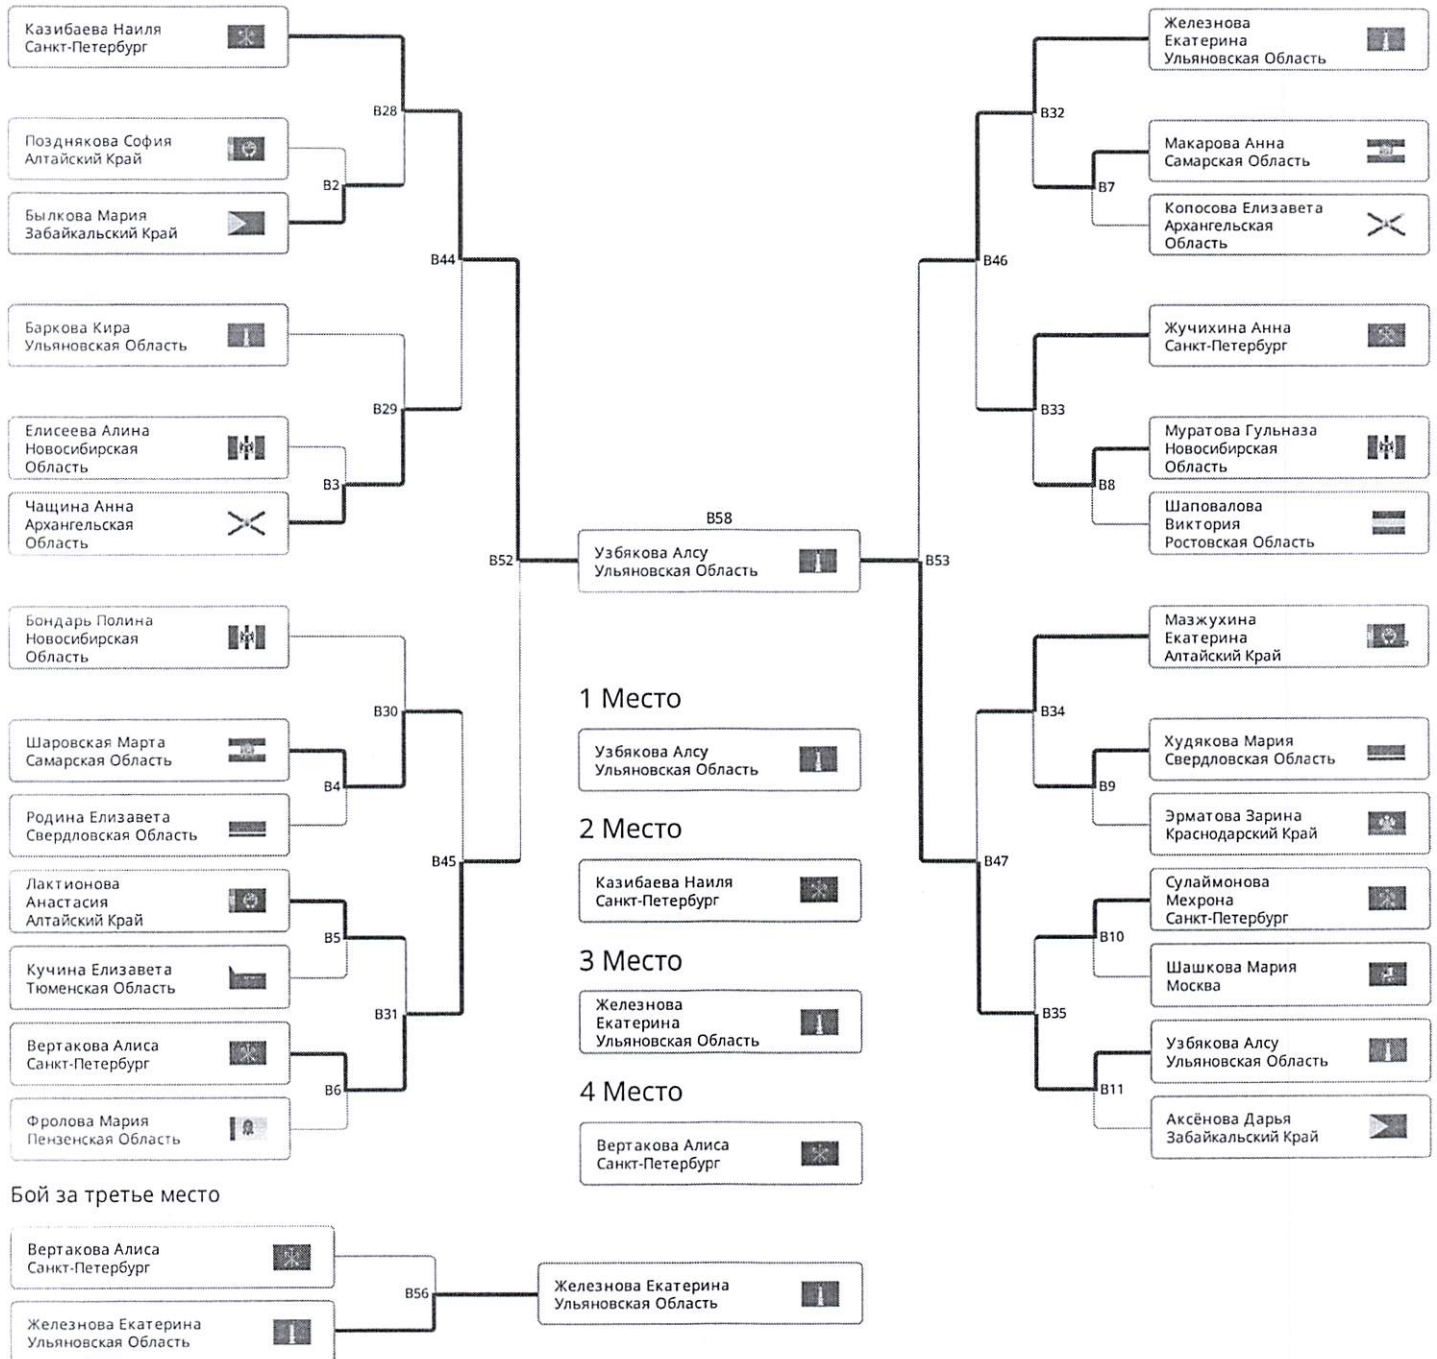 Казибаева Наиля
Санкт-Петербург
B28
Позднякова София
Алтайский Край
B2
Былкова Мария
Забайкальский Край
B44
Баркова Кира
Ульяновская Область
B29
Елисеева Алина
Новосибирская
Область
B3
Чащина Анна
Архангельская
Область
B52
Бондарь Полина
Новосибирская
Область
B30
Шаровская Марта
Самарская Область
B4
Родина Елизавета
Свердловская Область
B45
Лактионова
Анастасия
Алтайский Край
B5
Кучина Елизавета
Тюменская Область
B31
Вертакова Алиса
Санкт-Петербург
B6
Фролова Мария
Пензенская Область
B58
Узбякова Алсу
Ульяновская Область
1 Место
Узбякова Алсу
Ульяновская Область
2 Место
Казибаева Наиля
Санкт-Петербург
3 Место
Железнова
Екатерина
Ульяновская Область
4 Место
Вертакова Алиса
Санкт-Петербург
Железнова
Екатерина
Ульяновская Область
B32
Макарова Анна
Самарская Область
B7
Копосова Елизавета
Архангельская
Область
B46
Жучихина Анна
Санкт-Петербург
B33
Муратова Гульназа
Новосибирская
Область
B8
Шаповалова
Виктория
Ростовская Область
B53
Мазжухина
Екатерина
Алтайский Край
B34
Худякова Мария
Свердловская Область
B9
Эрматова Зарина
Краснодарский Край
B47
Сулаймонова
Мехрона
Санкт-Петербург
B10
Шашкова Мария
Москва
B35
Узбякова Алсу
Ульяновская Область
B11
Аксёнова Дарья
Забайкальский Край
Бой за третье место
Вертакова Алиса
Санкт-Петербург
B56
Железнова Екатерина
Ульяновская Область
Железнова Екатерина
Ульяновская Область